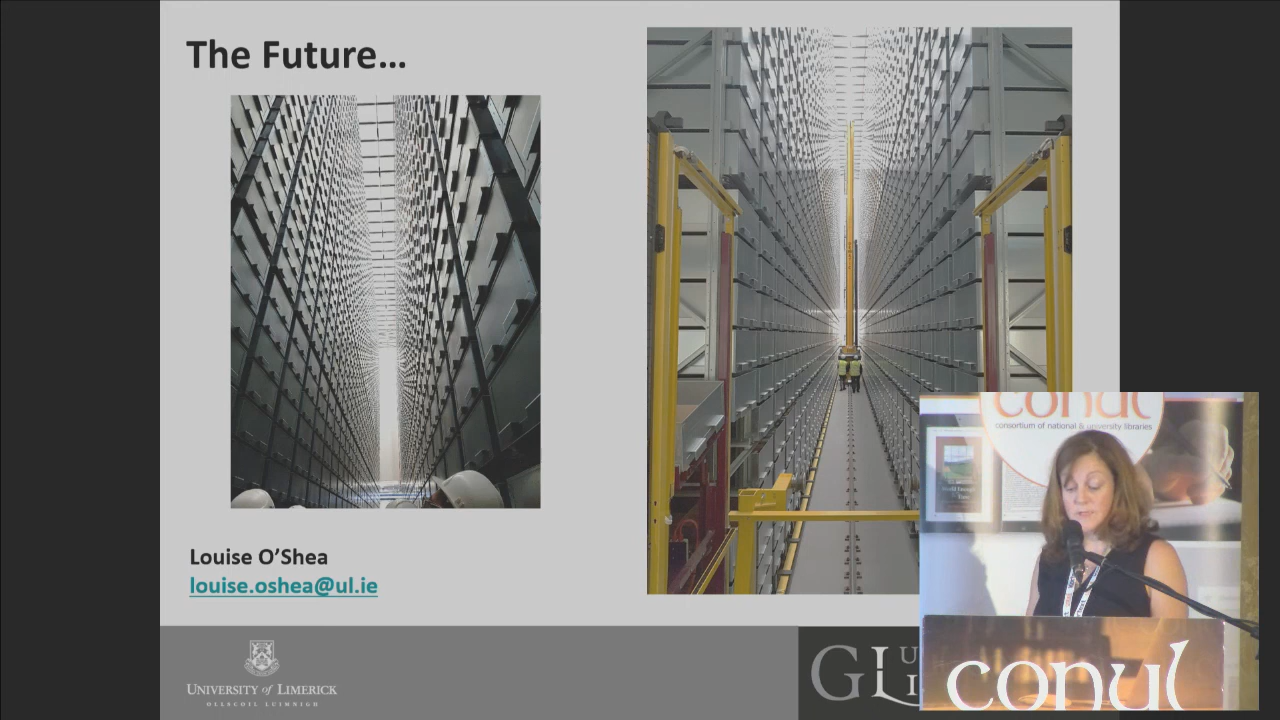 The Future...
Louise O'Shea
louise.oshea@ul.ie
UNIVERSITY of LIMERICK
OLLSCOIL LUIMNIGH
conul
consortium of national & university libraries
conul